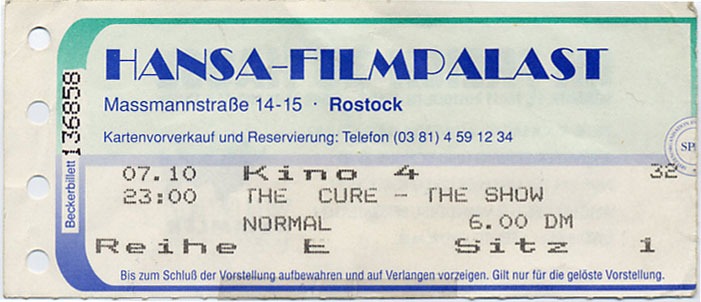 HANSA-FILMPALAST
Massmannstraße 14-15 · Rostock
Kartenvorverkauf und Reservierung: Telefon (03 81) 4 59 12 34
Beckerbillett 136858
07.10 Kino 4 32
23:00 THE CURE - THE SHOW
NORMAL 6.00 DM
Reihe E Sitz 1
Bis zum Schluß der Vorstellung aufbewahren und auf Verlangen vorzeigen. Gilt nur für die gelöste Vorstellung.